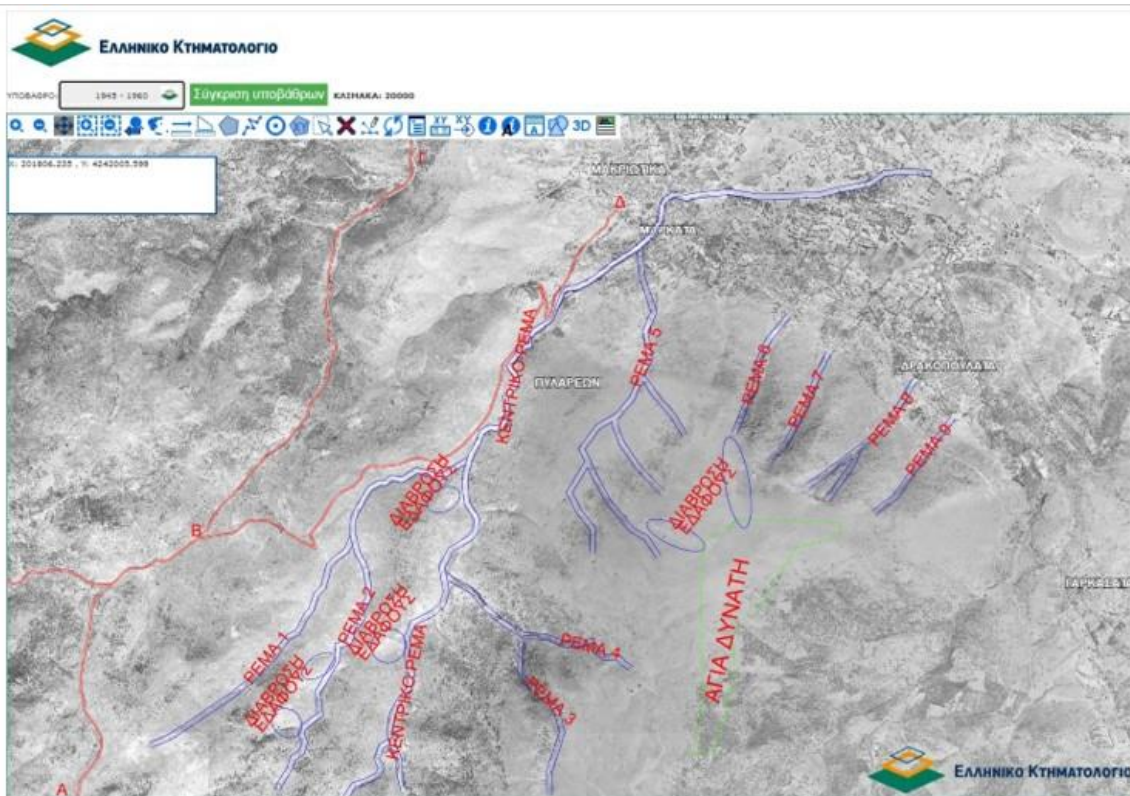 ΕΛΛΗΝΙΚΟ ΚΤΗΜΑΤΟΛΟΓΙΟ
ΥΠΟΒΑΘΡΟ: 1945 - 1960 Σύγκριση υποβάθρων ΚΛΙΜΑΚΑ: 20000
3D
X: 201806.235 , Y: 4242005.598
Γ
ΜΑΚΡΙΩΤΙΚΑ
Δ
ΜΑΡΚΑΤΑ
ΚΕΝΤΡΙΚΟ ΡΕΜΑ
ΡΕΜΑ 5
ΠΥΛΑΡΕΩΝ
ΡΕΜΑ 6
ΡΕΜΑ 7
ΔΡΑΚΟΠΟΥΛΑΤΑ
ΡΕΜΑ 8
ΡΕΜΑ 9
ΔΙΑΒΡΩΣΗ
ΕΔΑΦΟΥΣ
ΔΙΑΒΡΩΣΗ
ΕΔΑΦΟΥΣ
Β
ΑΓΙΑ ΔΥΝΑΤΗ
ΓΑΡΚΑΣΑΤΑ
ΡΕΜΑ 1
ΡΕΜΑ 2
ΔΙΑΒΡΩΣΗ
ΕΔΑΦΟΥΣ
ΔΙΑΒΡΩΣΗ
ΕΔΑΦΟΥΣ
ΚΕΝΤΡΙΚΟ ΡΕΜΑ
ΡΕΜΑ 4
ΡΕΜΑ 3
Α
ΕΛΛΗΝΙΚΟ ΚΤΗΜΑΤΟΛΟΓΙΟ